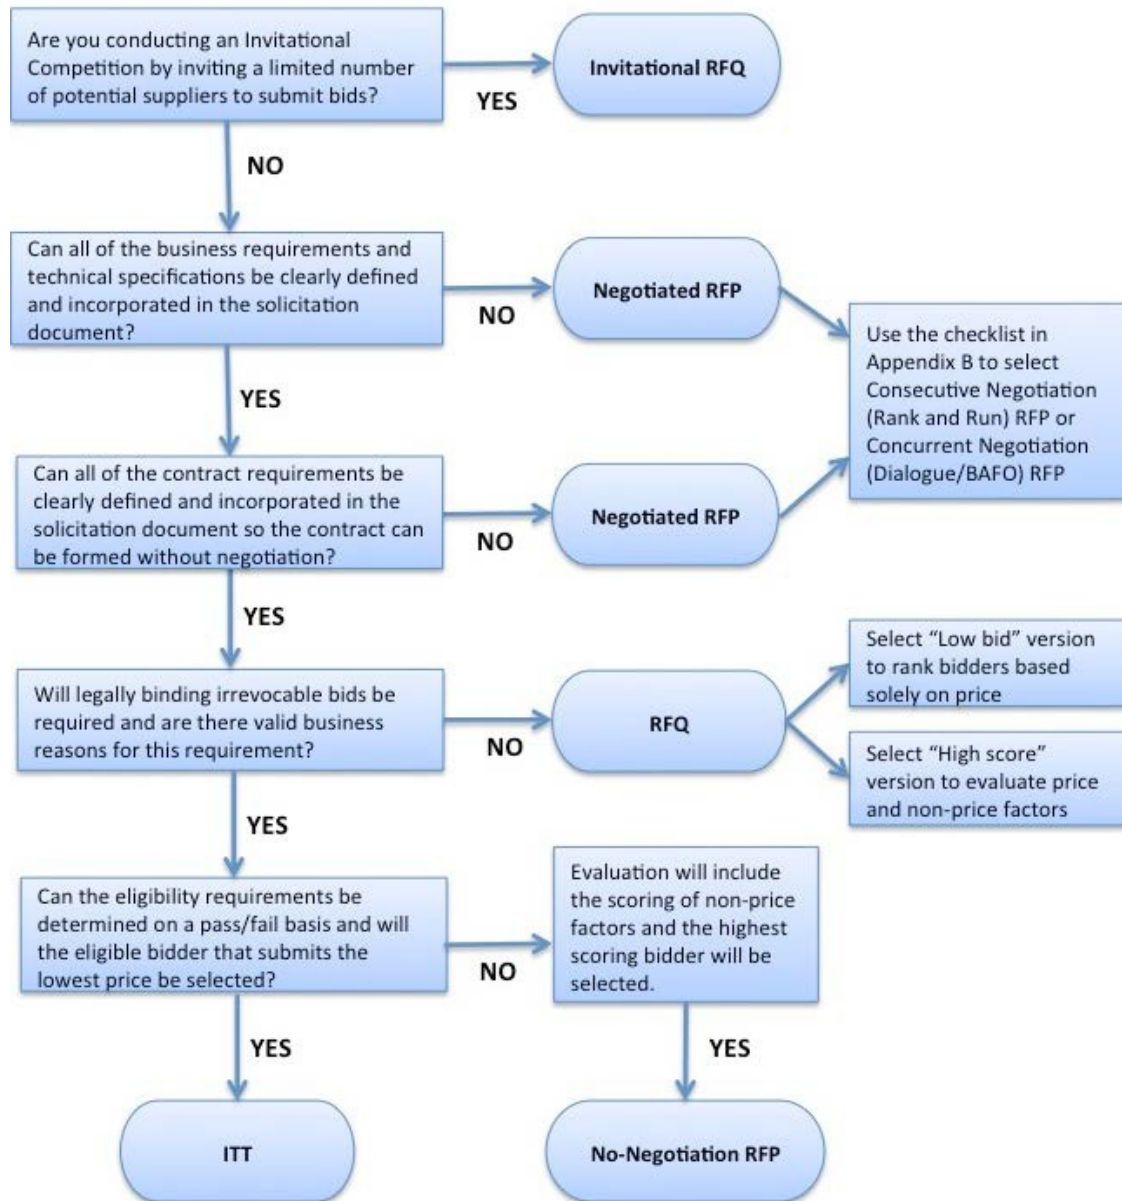 Are you conducting an Invitational
Competition by inviting a limited number
of potential suppliers to submit bids?
YES
Invitational RFQ
NO
Can all of the business requirements and
technical specifications be clearly defined
and incorporated in the solicitation
document?
NO
Negotiated RFP
Use the checklist in
Appendix B to select
Consecutive Negotiation
(Rank and Run) RFP or
Concurrent Negotiation
(Dialogue/BAFO) RFP
YES
Can all of the contract requirements be
clearly defined and incorporated in the
solicitation document so the contract can
be formed without negotiation?
NO
Negotiated RFP
YES
Will legally binding irrevocable bids be
required and are there valid business
reasons for this requirement?
NO
RFQ
Select “Low bid” version
to rank bidders based
solely on price
Select “High score”
version to evaluate price
and non-price factors
YES
Can the eligibility requirements be
determined on a pass/fail basis and will
the eligible bidder that submits the
lowest price be selected?
NO
Evaluation will include
the scoring of non-price
factors and the highest
scoring bidder will be
selected.
YES
YES
ITT
No-Negotiation RFP